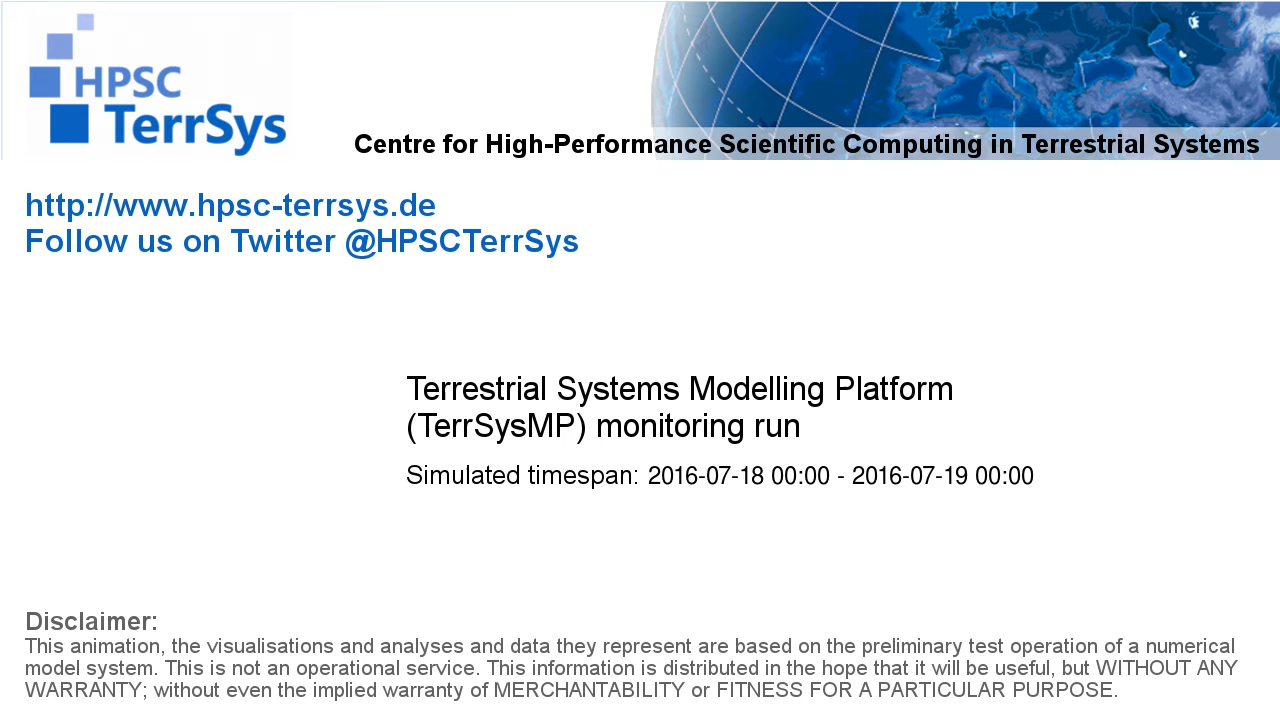 HPSC
TerrSys
Centre for High-Performance Scientific Computing in Terrestrial Systems
http://www.hpsc-terrsys.de
Follow us on Twitter @HPSCTerrSys
Terrestrial Systems Modelling Platform
(TerrSysMP) monitoring run
Simulated timespan: 2016-07-18 00:00 - 2016-07-19 00:00
Disclaimer:
This animation, the visualisations and analyses and data they represent are based on the preliminary test operation of a numerical
model system. This is not an operational service. This information is distributed in the hope that it will be useful, but WITHOUT ANY
WARRANTY; without even the implied warranty of MERCHANTABILITY or FITNESS FOR A PARTICULAR PURPOSE.